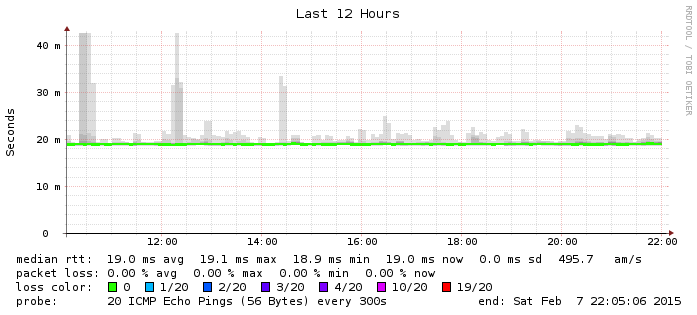 Last 12 Hours
RRDTOOL / TOBI OETIKER
Seconds
40 m
30 m
20 m
10 m
0
12:00 14:00 16:00 18:00 20:00 22:00
median rtt: 19.0 ms avg 19.1 ms max 18.9 ms min 19.0 ms now 0.0 ms sd 495.7 am/s
packet loss: 0.00 % avg 0.00 % max 0.00 % min 0.00 % now
loss color: 0 1/20 2/20 3/20 4/20 10/20 19/20
probe: 20 ICMP Echo Pings (56 Bytes) every 300s end: Sat Feb 7 22:05:06 2015